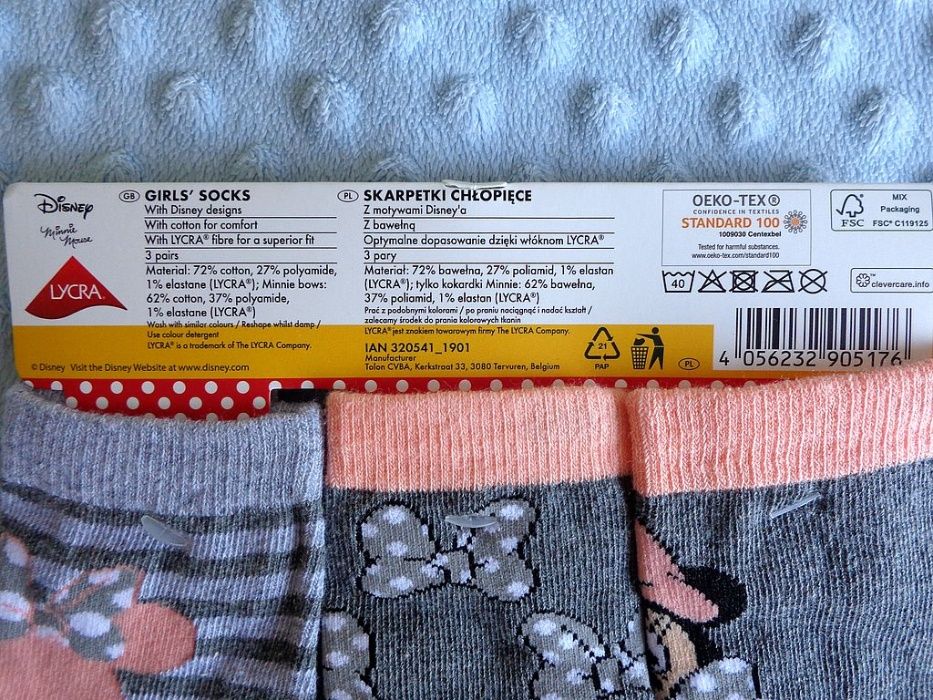 Disney
Minnie
Mouse
LYCRA®
© Disney Visit the Disney Website at www.disney.com
GB GIRLS' SOCKS
With Disney designs
With cotton for comfort
With LYCRA® fibre for a superior fit
3 pairs
Material: 72% cotton, 27% polyamide,
1% elastane (LYCRA®); Minnie bows:
62% cotton, 37% polyamide,
1% elastane (LYCRA®)
Wash with similar colours / Reshape whilst damp /
Use colour detergent
LYCRA® is a trademark of The LYCRA Company.
PL SKARPETKI CHŁOPIĘCE
Z motywami Disney'a
Z bawełną
Optymalne dopasowanie dzięki włóknom LYCRA®
3 pary
Materiał: 72% bawełna, 27% poliamid, 1% elastan
(LYCRA®); tylko kokardki Minnie: 62% bawełna,
37% poliamid, 1% elastan (LYCRA®)
Prać z podobnymi kolorami / po praniu naciągnąć i nadać kształt /
zalecamy środek do prania kolorowych tkanin
LYCRA® jest znakiem towarowym firmy The LYCRA Company.
IAN 320541_1901
Manufacturer
Tolon CVBA, Kerkstraat 33, 3080 Tervuren, Belgium
21
PAP
PL
OEKO-TEX®
CONFIDENCE IN TEXTILES
STANDARD 100
1009030 Centexbel
Tested for harmful substances.
www.oeko-tex.com/standard100
FSC
MIX
Packaging
FSC® C119125
40
clevercare.info
4 056232 905176